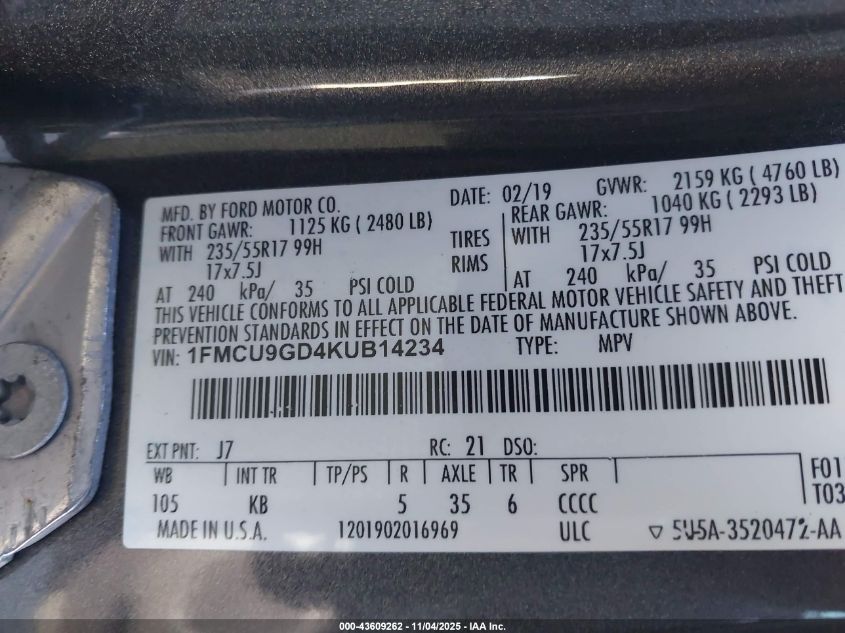 MFD. BY FORD MOTOR CO. DATE: 02/19 GVWR: 2159 KG ( 4760 LB)
FRONT GAWR: 1125 KG ( 2480 LB) REAR GAWR: 1040 KG ( 2293 LB)
WITH 235/55R17 99H TIRES WITH 235/55R17 99H
17x7.5J RIMS 17x7.5J
AT 240 kPa/ 35 PSI COLD AT 240 kPa/ 35 PSI COLD
THIS VEHICLE CONFORMS TO ALL APPLICABLE FEDERAL MOTOR VEHICLE SAFETY AND THEFT
PREVENTION STANDARDS IN EFFECT ON THE DATE OF MANUFACTURE SHOWN ABOVE.
VIN: 1FMCU9GD4KUB14234 TYPE: MPV
EXT PNT: J7 RC: 21 DSO:
WB INT TR TP/PS R AXLE TR SPR F01
105 KB 5 35 6 CCCC T03
MADE IN U.S.A. 1201902016969 ULC ▽ 5U5A-3520472-AA
000-43609262 - 11/04/2025 - IAA Inc.